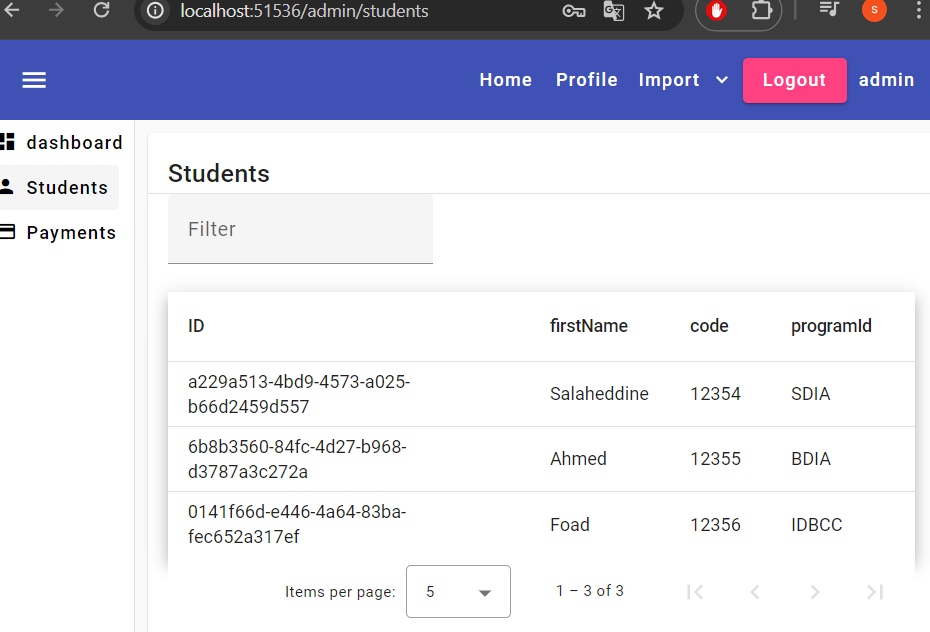 localhost:51536/admin/students
S
Home Profile Import Logout admin
dashboard
Students
Payments
Students
Filter
ID firstName code programId
a229a513-4bd9-4573-a025-
b66d2459d557
Salaheddine 12354 SDIA
6b8b3560-84fc-4d27-b968-
d3787a3c272a
Ahmed 12355 BDIA
0141f66d-e446-4a64-83ba-
fec652a317ef
Foad 12356 IDBCC
Items per page: 5 1 – 3 of 3